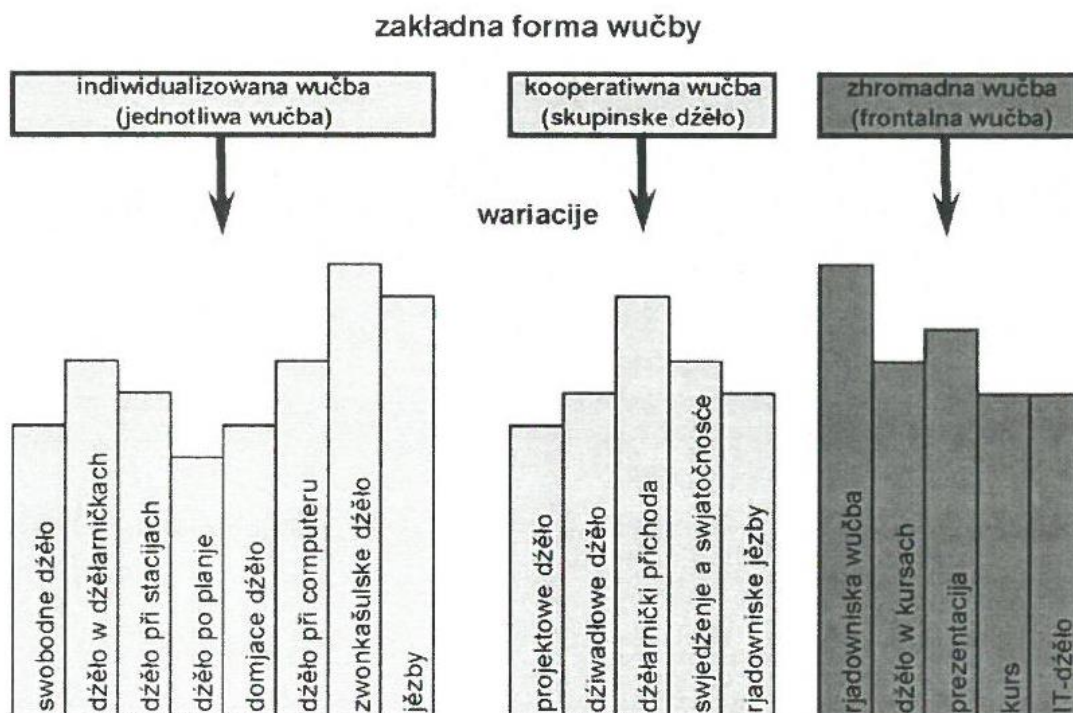 zakładna forma wučby
indiwidualizowana wučba
(jednotliwa wučba)
kooperatiwna wučba
(skupinske dźěło)
zhromadna wučba
(frontalna wučba)
wariacije
swobodne dźěło
dźěło w dźěłarničkach
dźěło při stacijach
dźěło po planje
domjace dźěło
dźěło při computeru
zwonkašulske dźěło
jězby
projektowe dźěło
dźiwadłowe dźěło
dźěłarnički přichoda
swjedźenje a swjatočnosće
rjadowniske jězby
rjadowniska wučba
dźěło w kursach
prezentacija
kurs
IT-dźěło